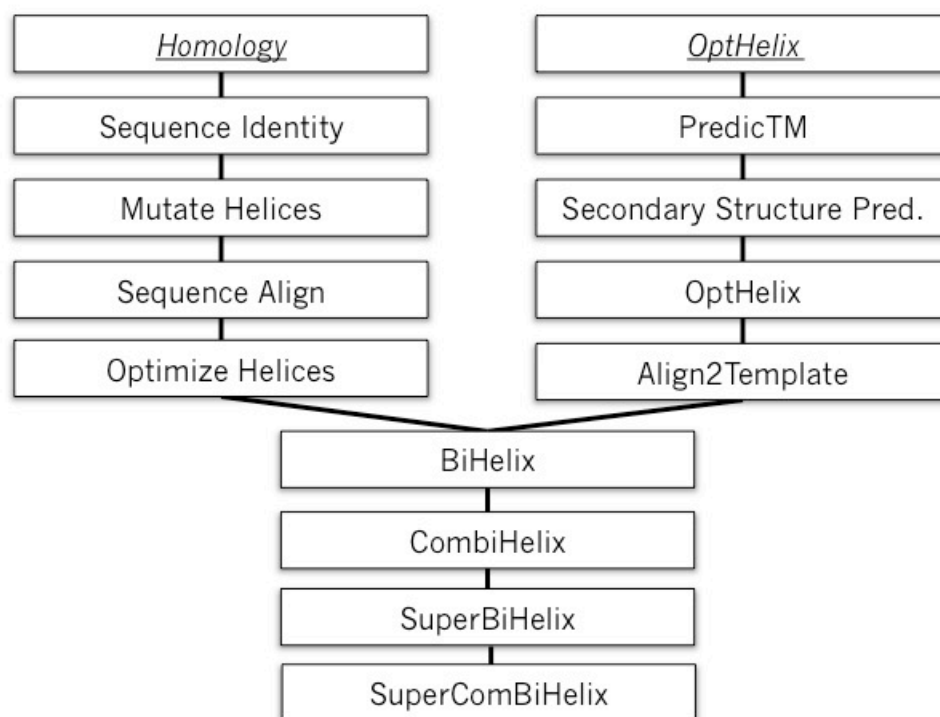 Homology
Sequence Identity
Mutate Helices
Sequence Align
Optimize Helices
OptHelix
PredicTM
Secondary Structure Pred.
OptHelix
Align2Template
BiHelix
CombiHelix
SuperBiHelix
SuperComBiHelix